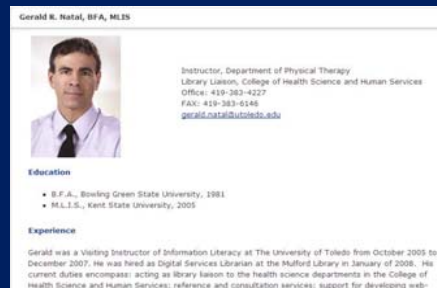 Gerald R. Natal, BFA, MLIS
Instructor, Department of Physical Therapy
Library Liaison, College of Health Science and Human Services
Office: 419-383-4227
FAX: 419-383-6146
gerald.natal@utoledo.edu
Education
• B.F.A., Bowling Green State University, 1981
• M.L.I.S., Kent State University, 2005
Experience
Gerald was a Visiting Instructor of Information Literacy at The University of Toledo from October 2005 to
December 2007. He was hired as Digital Services Librarian at the Mulford Library in January of 2008. His
current duties encompass: acting as library liaison to the health science departments in the College of
Health Science and Human Services; reference and consultation services; support for developing web-